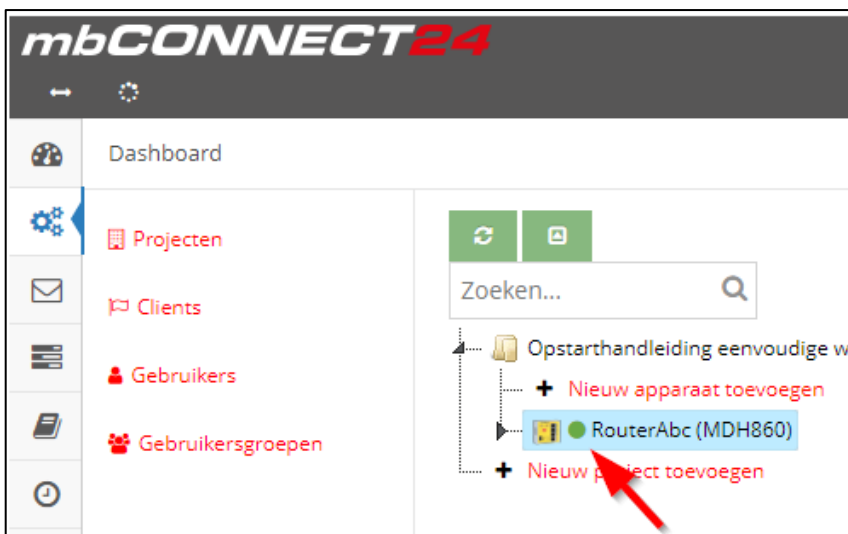 mbCONNECT24
Dashboard
Projecten
Clients
Gebruikers
Gebruikersgroepen
Zoeken...
Opstarthandleiding eenvoudige w
Nieuw apparaat toevoegen
RouterAbc (MDH860)
Nieuw project toevoegen